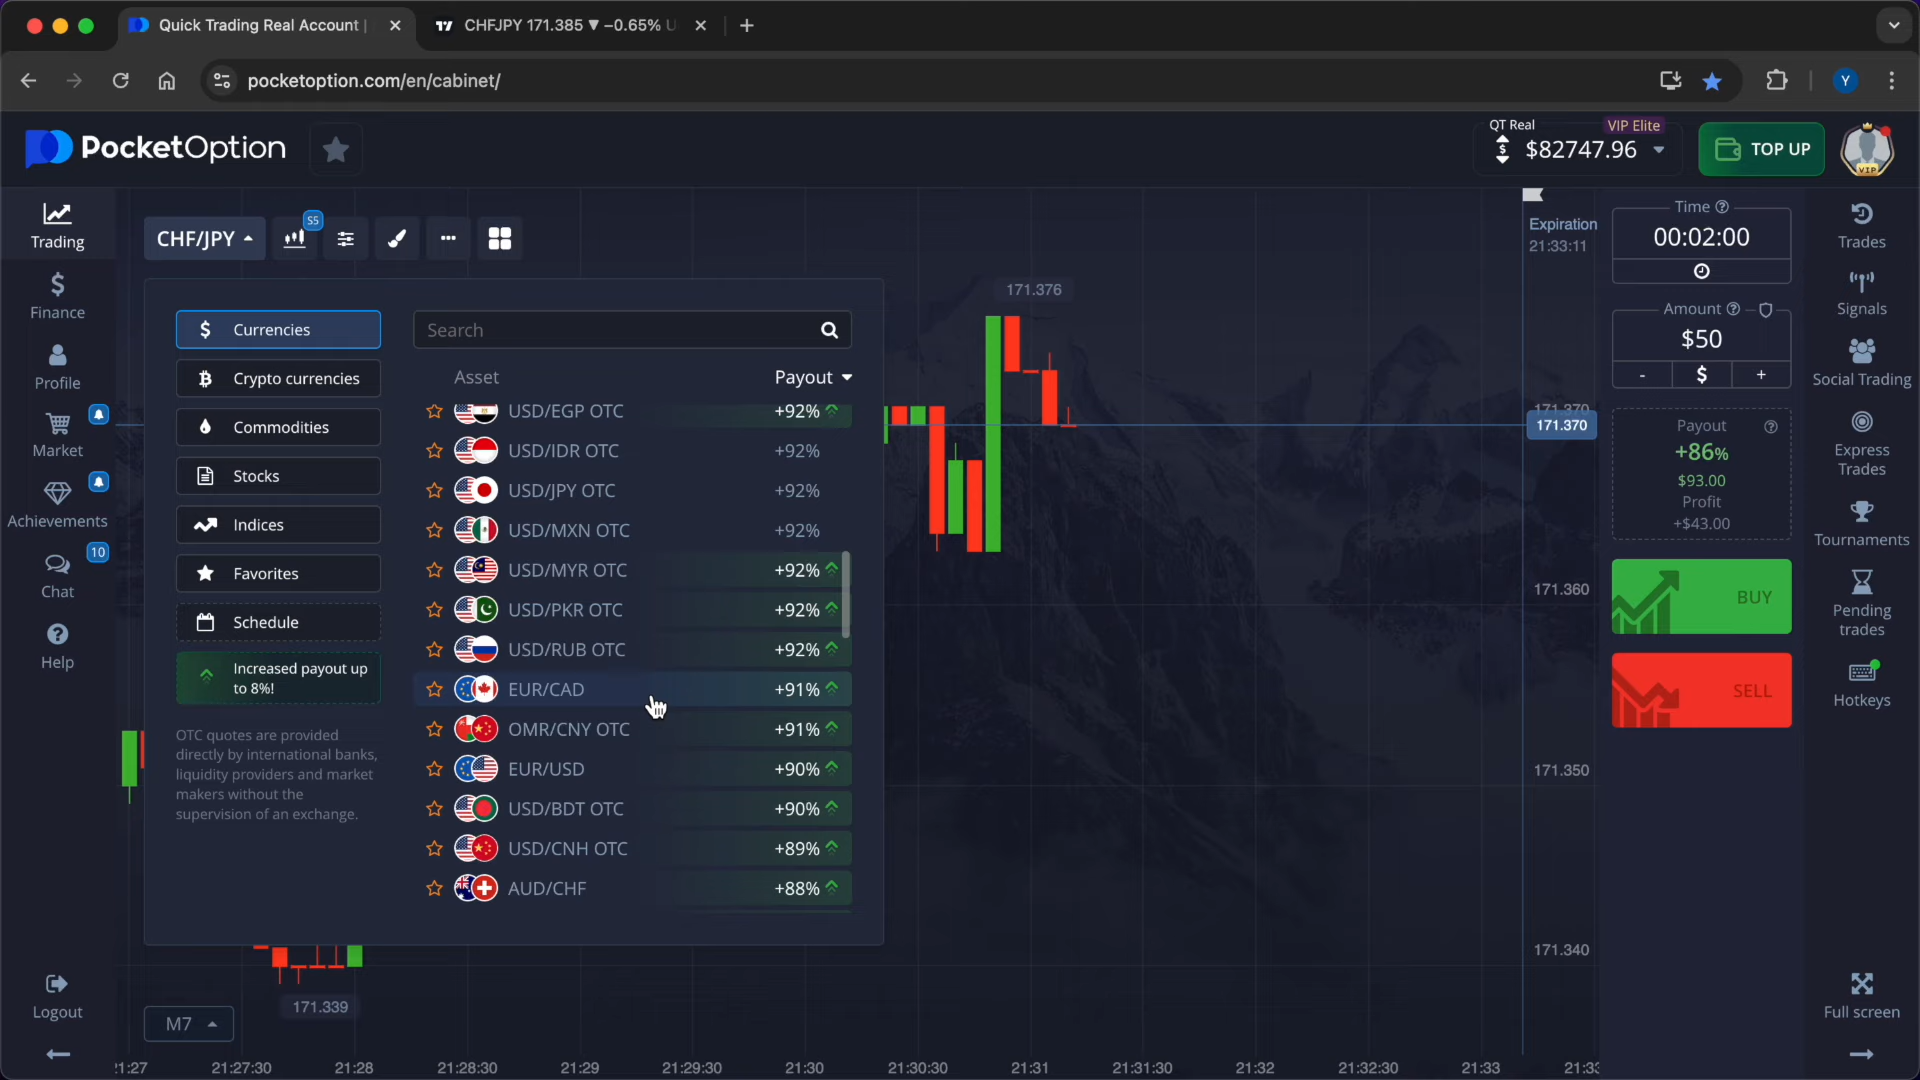 Quick Trading Real Account |
CHFJPY 171.385 ▼ −0.65% U
pocketoption.com/en/cabinet/
Y
PocketOption
QT Real
VIP Elite
$82747.96
TOP UP
VIP
Trading
Finance
Profile
Market
Achievements
10
Chat
Help
Logout
CHF/JPY
S5
Currencies
Crypto currencies
Commodities
Stocks
Indices
Favorites
Schedule
Increased payout up
to 8%!
OTC quotes are provided
directly by international banks,
liquidity providers and market
makers without the
supervision of an exchange.
Search
Asset
Payout
USD/EGP OTC +92%
USD/IDR OTC +92%
USD/JPY OTC +92%
USD/MXN OTC +92%
USD/MYR OTC +92%
USD/PKR OTC +92%
USD/RUB OTC +92%
EUR/CAD +91%
OMR/CNY OTC +91%
EUR/USD +90%
USD/BDT OTC +90%
USD/CNH OTC +89%
AUD/CHF +88%
171.376
171.339
M7
Expiration
21:33:11
171.370
171.370
171.360
171.350
171.340
21:27:30
21:28
21:28:30
21:29
21:29:30
21:30
21:30:30
21:31
21:31:30
21:32
21:32:30
21:33
Time
00:02:00
Amount
$50
- $ +
Payout
+86%
$93.00
Profit
+$43.00
BUY
SELL
Trades
Signals
Social Trading
Express
Trades
Tournaments
Pending
trades
Hotkeys
Full screen